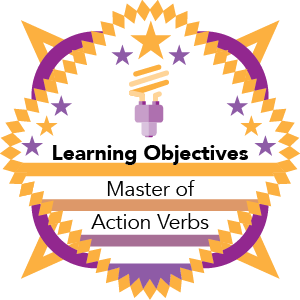 Learning Objectives
Master of
Action Verbs